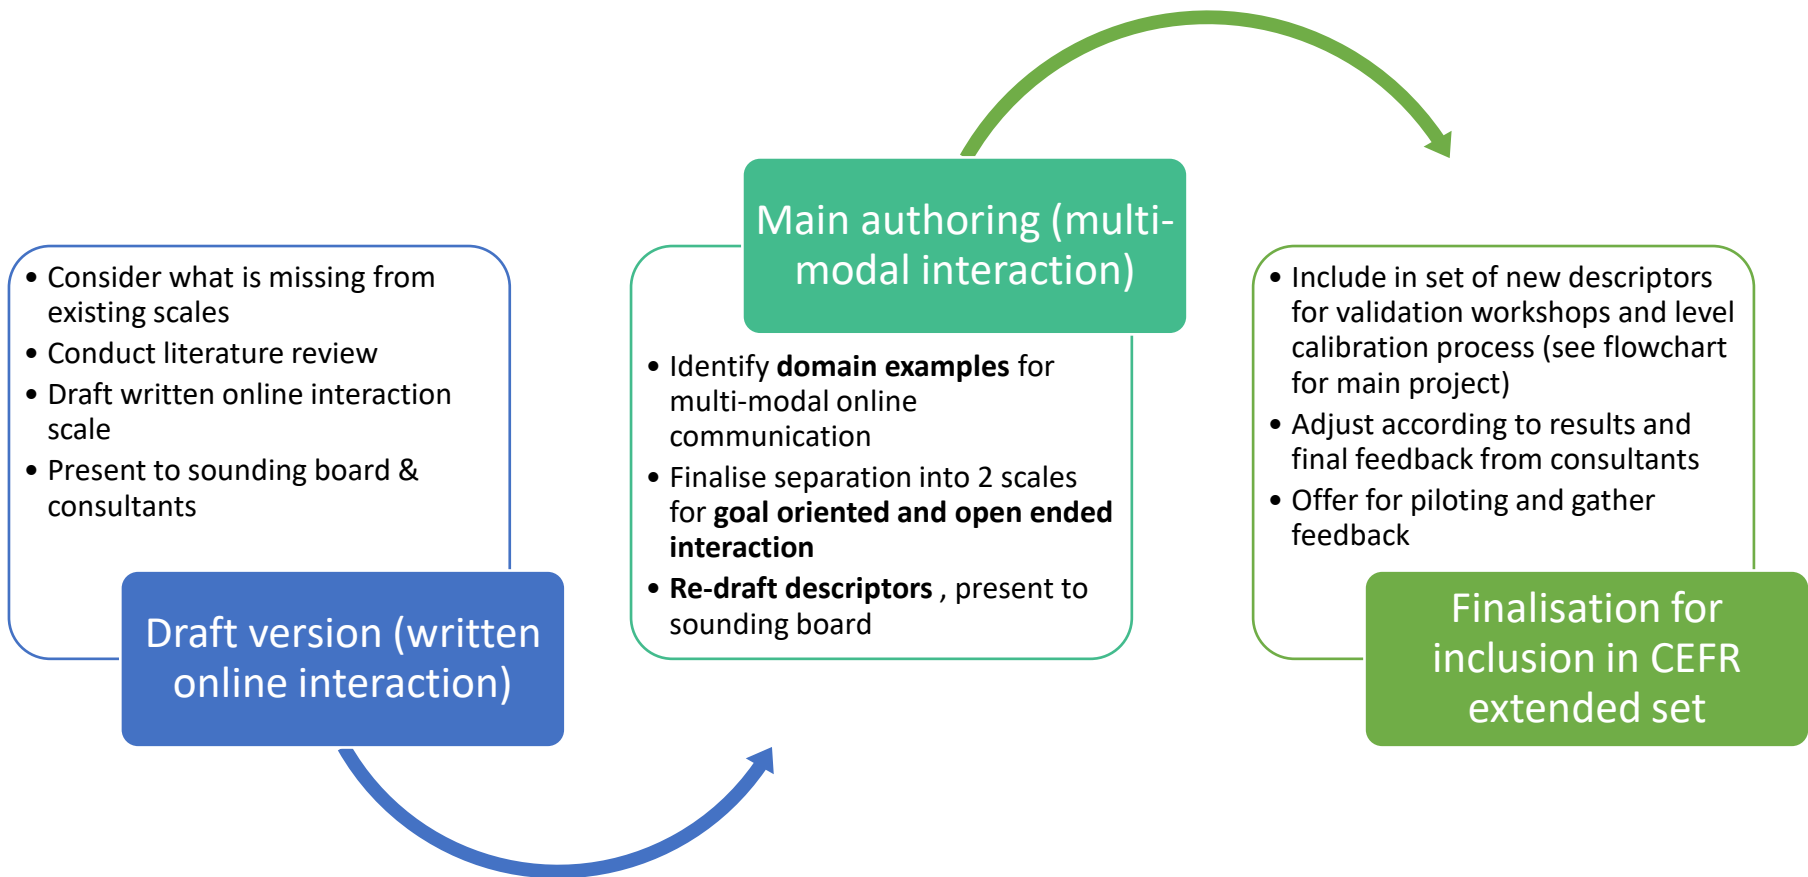 • Consider what is missing from
existing scales
• Conduct literature review
• Draft written online interaction
scale
• Present to sounding board &
consultants
Draft version (written
online interaction)
Main authoring (multi-
modal interaction)
• Identify domain examples for
multi-modal online
communication
• Finalise separation into 2 scales
for goal oriented and open ended
interaction
• Re-draft descriptors , present to
sounding board
• Include in set of new descriptors
for validation workshops and level
calibration process (see flowchart
for main project)
• Adjust according to results and
final feedback from consultants
• Offer for piloting and gather
feedback
Finalisation for
inclusion in CEFR
extended set